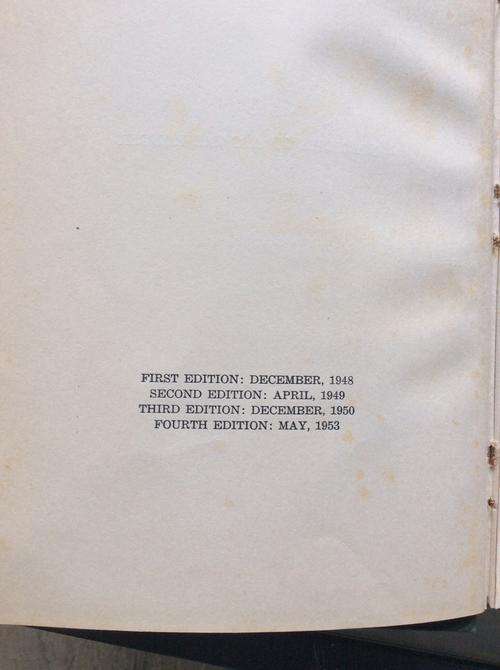 FIRST EDITION: DECEMBER, 1948
SECOND EDITION: APRIL, 1949
THIRD EDITION: DECEMBER, 1950
FOURTH EDITION: MAY, 1953